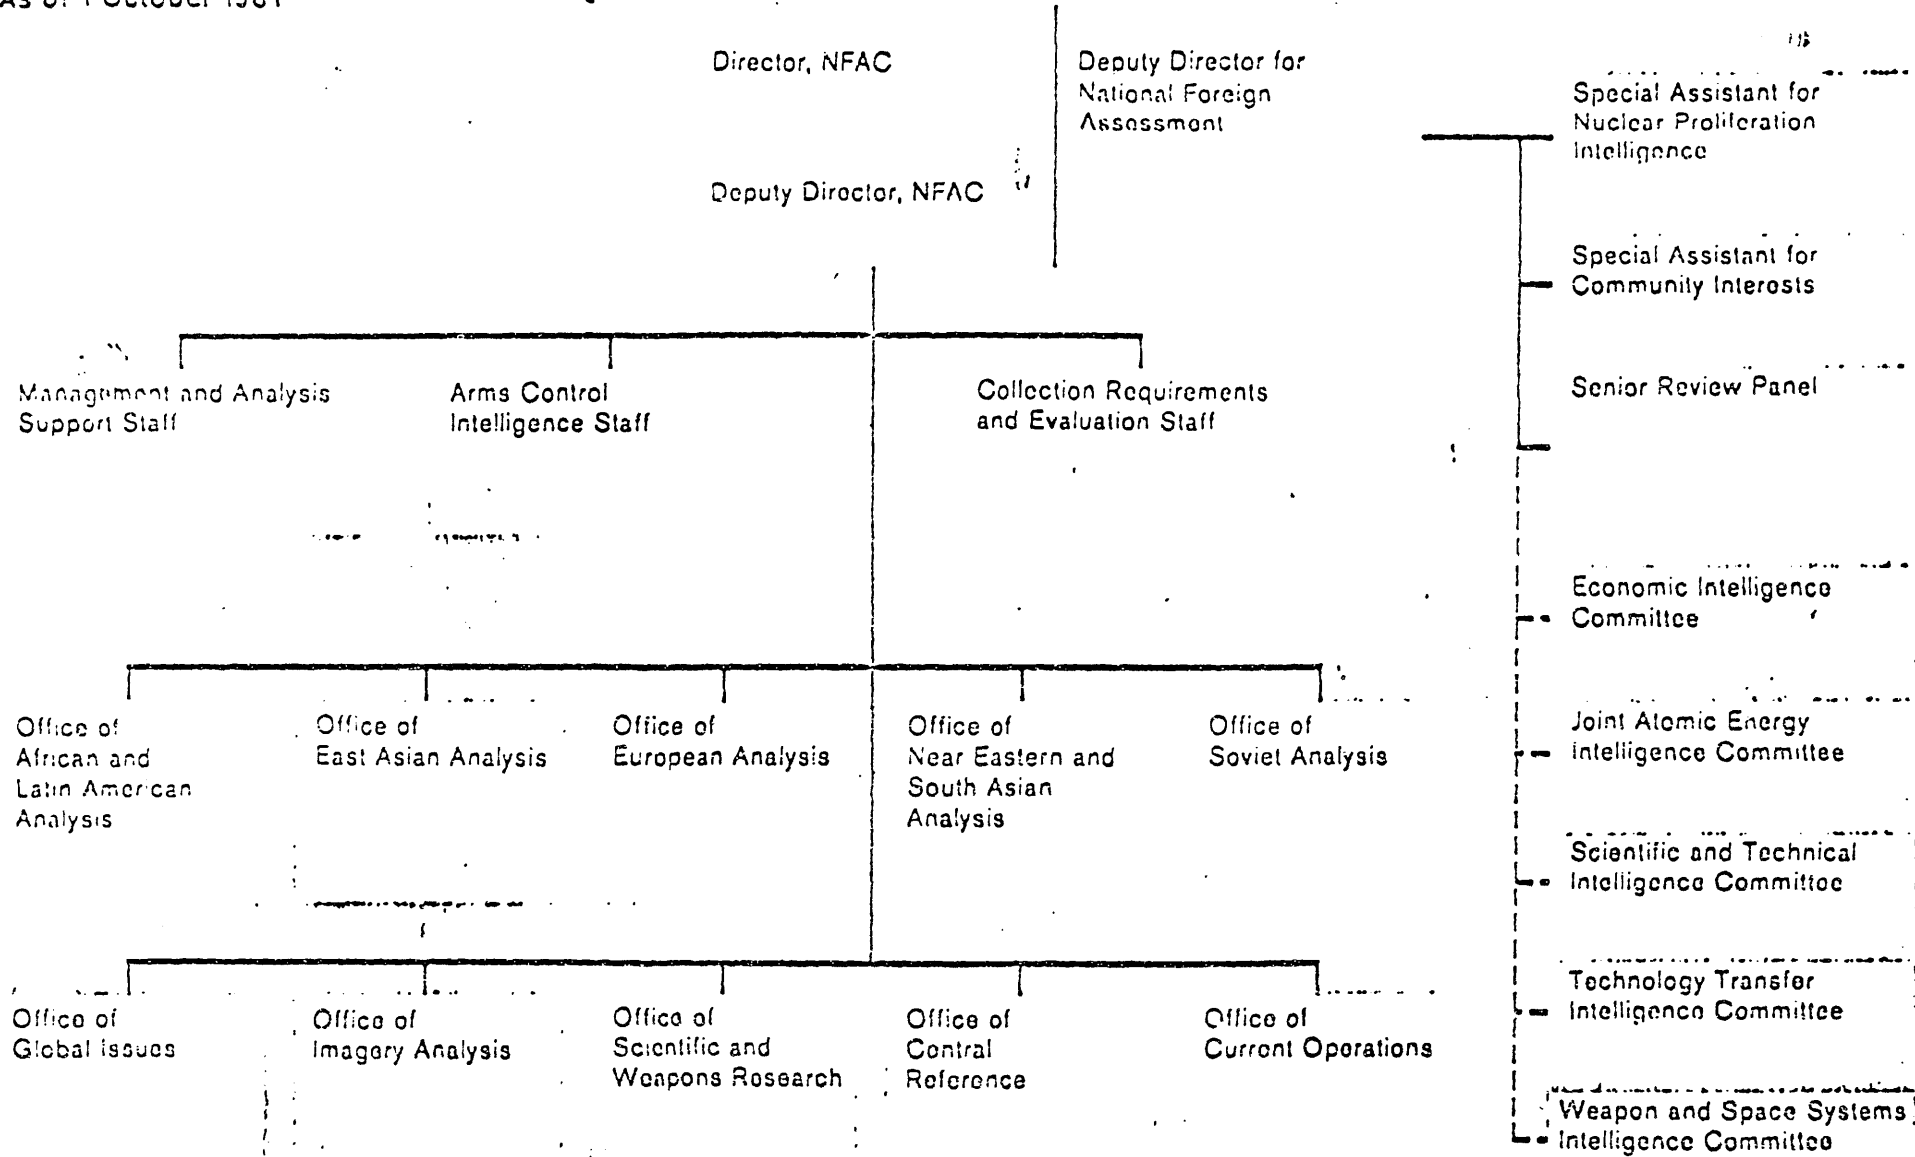 As of 1 October 1981
Director, NFAC
Deputy Director, NFAC
Deputy Director for
National Foreign
Assessment
Special Assistant for
Nuclear Proliferation
Intelligence
Special Assistant for
Community Interests
Senior Review Panel
Management and Analysis
Support Staff
Arms Control
Intelligence Staff
Collection Requirements
and Evaluation Staff
Economic Intelligence
Committee
Office of
African and
Latin American
Analysis
Office of
East Asian Analysis
Office of
European Analysis
Office of
Near Eastern and
South Asian
Analysis
Office of
Soviet Analysis
Joint Atomic Energy
Intelligence Committee
Scientific and Technical
Intelligence Committee
Office of
Global Issues
Office of
Imagery Analysis
Office of
Scientific and
Weapons Research
Office of
Central
Reference
Office of
Current Operations
Technology Transfer
Intelligence Committee
Weapon and Space Systems
Intelligence Committee